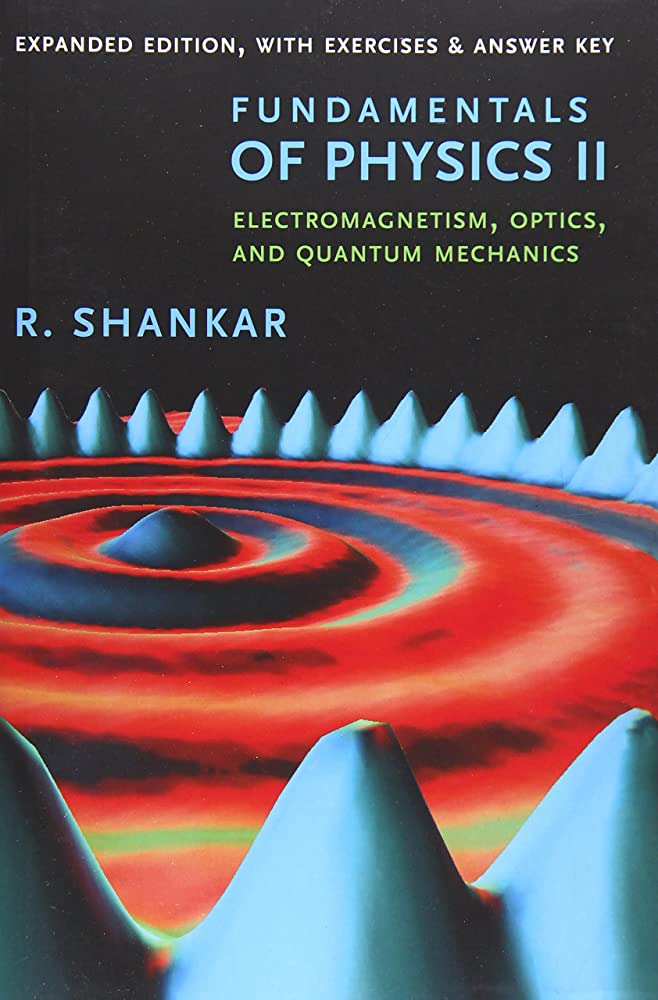 EXPANDED EDITION, WITH EXERCISES & ANSWER KEY
FUNDAMENTALS
OF PHYSICS II
ELECTROMAGNETISM, OPTICS,
AND QUANTUM MECHANICS
R. SHANKAR